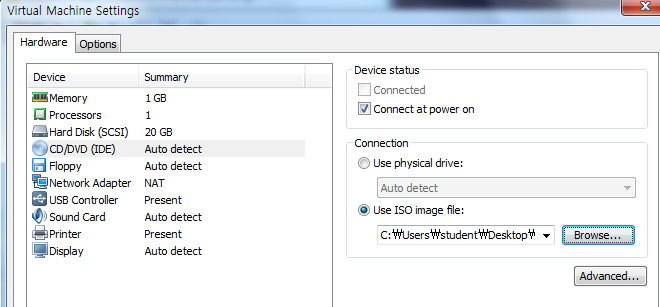 Virtual Machine Settings
Hardware Options
Device Summary
Memory 1 GB
Processors 1
Hard Disk (SCSI) 20 GB
CD/DVD (IDE) Auto detect
Floppy Auto detect
Network Adapter NAT
USB Controller Present
Sound Card Auto detect
Printer Present
Display Auto detect
Device status
Connected
Connect at power on
Connection
Use physical drive:
Auto detect
Use ISO image file:
C:₩Users₩student₩Desktop₩ Browse...
Advanced...